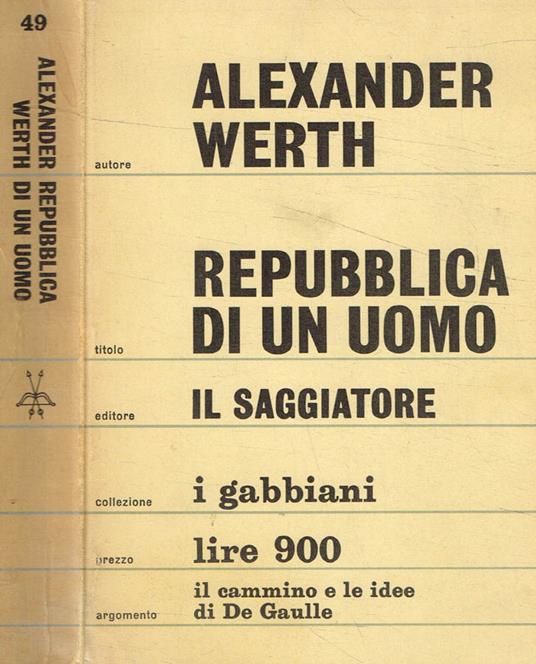 49
ALEXANDER REPUBBLICA
WERTH DI UN UOMO
autore
ALEXANDER
WERTH
titolo
REPUBBLICA
DI UN UOMO
editore
IL SAGGIATORE
collezione
i gabbiani
prezzo
lire 900
argomento
il cammino e le idee
di De Gaulle